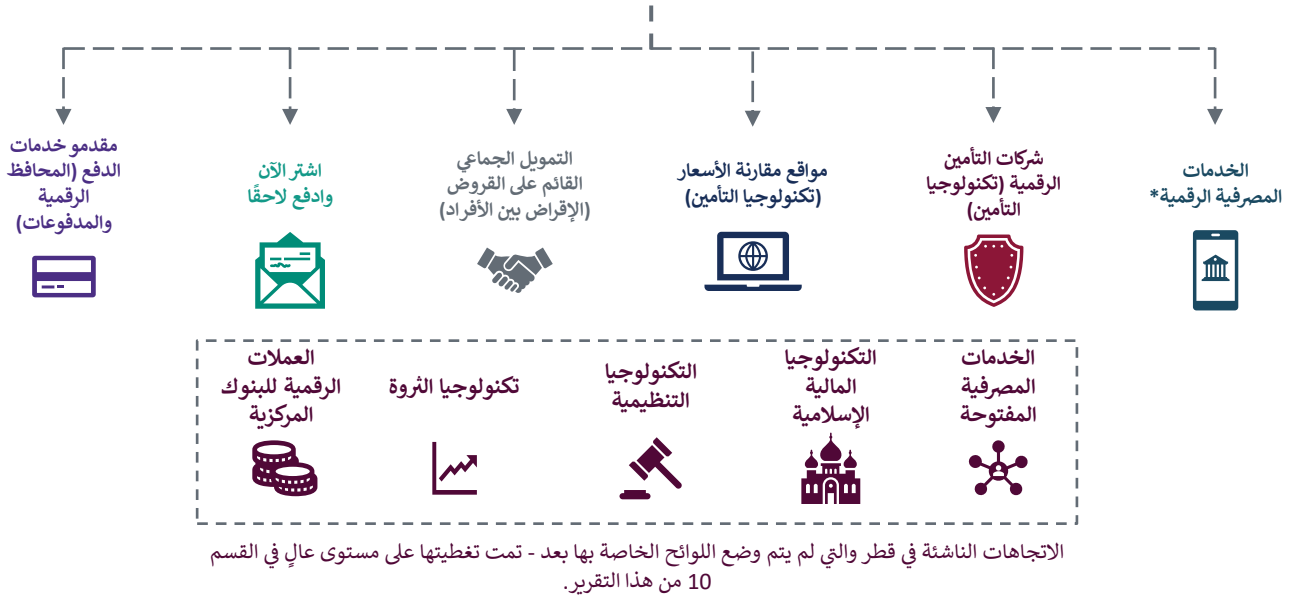 الخدمات
المصرفية الرقمية*
شركات التأمين
الرقمية (تكنولوجيا
التأمين)
مواقع مقارنة الأسعار
(تكنولوجيا التأمين)
التمويل الجماعي
القائم على القروض
(الإقراض بين الأفراد)
اشتر الآن
وادفع لاحقًا
مقدمو خدمات
الدفع (المحافظ
الرقمية
والمدفوعات)
الخدمات
المصرفية
المفتوحة
التكنولوجيا
المالية
الإسلامية
التكنولوجيا
التنظيمية
تكنولوجيا الثروة
العملات
الرقمية للبنوك
المركزية
الاتجاهات الناشئة في قطر والتي لم يتم وضع اللوائح الخاصة بها بعد - تمت تغطيتها على مستوى عالٍ في القسم
10 من هذا التقرير.